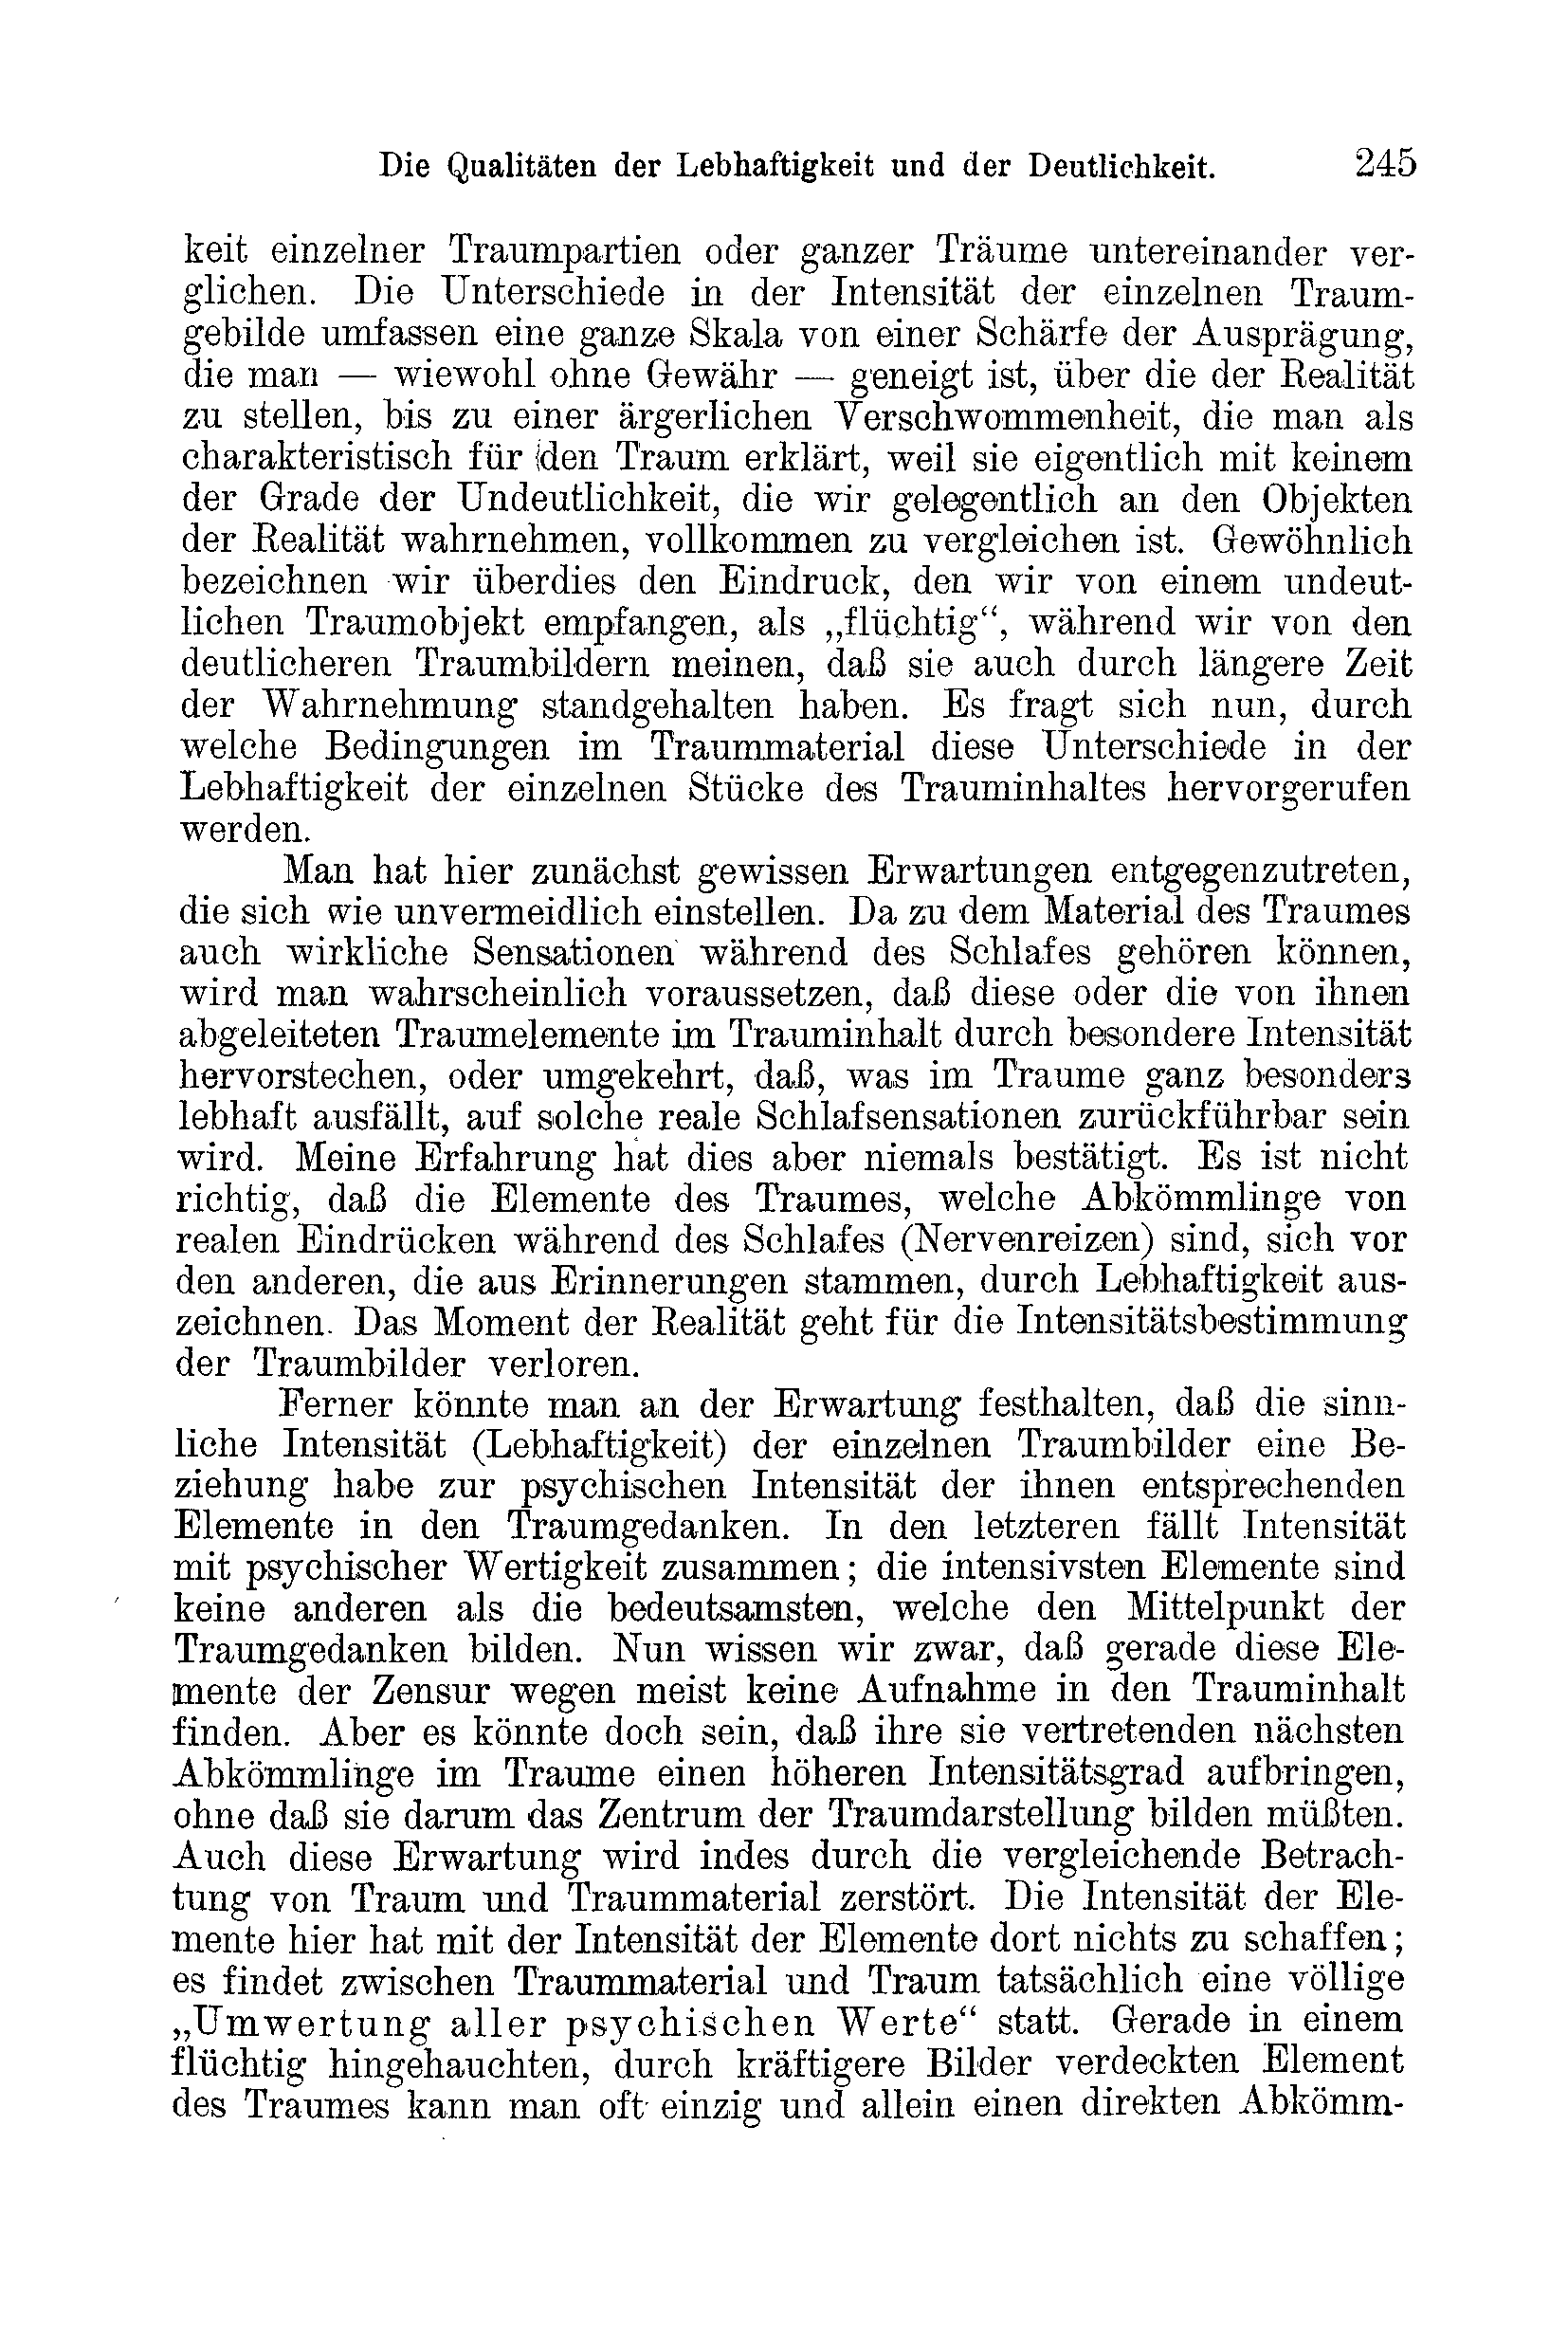 Die Qualitäten der Lebhaftigkeit und der Deutlichkeit. 245
keit einzelner Traumpartien oder ganzer Träume untereinander ver-
glichen. Die Unterschiede in der Intensität der einzelnen Traum-
gebilde umfassen eine ganze Skala von einer Schärfe der Ausprägung,
die man — wiewohl ohne Gewähr — geneigt ist, über die der Realität
zu stellen, bis zu einer ärgerlichen Verschwommenheit, die man als
charakteristisch für den Traum erklärt, weil sie eigentlich mit keinem
der Grade der Undeutlichkeit, die wir gelegentlich an den Objekten
der Realität wahrnehmen, vollkommen zu vergleichen ist. Gewöhnlich
bezeichnen wir überdies den Eindruck, den wir von einem undeut-
lichen Traumobjekt empfangen, als „flüchtig“, während wir von den
deutlicheren Traumbildern meinen, daß sie auch durch längere Zeit
der Wahrnehmung standgehalten haben. Es fragt sich nun, durch
welche Bedingungen im Traummaterial diese Unterschiede in der
Lebhaftigkeit der einzelnen Stücke des Trauminhaltes hervorgerufen
werden.
Man hat hier zunächst gewissen Erwartungen entgegenzutreten,
die sich wie unvermeidlich einstellen. Da zu dem Material des Traumes
auch wirkliche Sensationen während des Schlafes gehören können,
wird man wahrscheinlich voraussetzen, daß diese oder die von ihnen
abgeleiteten Traumelemente im Trauminhalt durch besondere Intensität
hervorstechen, oder umgekehrt, daß, was im Traume ganz besonders
lebhaft ausfällt, auf solche reale Schlafsensationen zurückführbar sein
wird. Meine Erfahrung hat dies aber niemals bestätigt. Es ist nicht
richtig, daß die Elemente des Traumes, welche Abkömmlinge von
realen Eindrücken während des Schlafes (Nervenreizen) sind, sich vor
den anderen, die aus Erinnerungen stammen, durch Lebhaftigkeit aus-
zeichnen. Das Moment der Realität geht für die Intensitätsbestimmung
der Traumbilder verloren.
Ferner könnte man an der Erwartung festhalten, daß die sinn-
liche Intensität (Lebhaftigkeit) der einzelnen Traumbilder eine Be-
ziehung habe zur psychischen Intensität der ihnen entsprechenden
Elemente in den Traumgedanken. In den letzteren fällt Intensität
mit psychischer Wertigkeit zusammen; die intensivsten Elemente sind
keine anderen als die bedeutsamsten, welche den Mittelpunkt der
Traumgedanken bilden. Nun wissen wir zwar, daß gerade diese Ele-
mente der Zensur wegen meist keine Aufnahme in den Trauminhalt
finden. Aber es könnte doch sein, daß ihre sie vertretenden nächsten
Abkömmlinge im Traume einen höheren Intensitätsgrad aufbringen,
ohne daß sie darum das Zentrum der Traumdarstellung bilden müßten.
Auch diese Erwartung wird indes durch die vergleichende Betrach-
tung von Traum und Traummaterial zerstört. Die Intensität der Ele-
mente hier hat mit der Intensität der Elemente dort nichts zu schaffen;
es findet zwischen Traummaterial und Traum tatsächlich eine völlige
„Umwertung aller psychischen Werte“ statt. Gerade in einem
flüchtig hingehauchten, durch kräftigere Bilder verdeckten Element
des Traumes kann man oft einzig und allein einen direkten Abkömm-